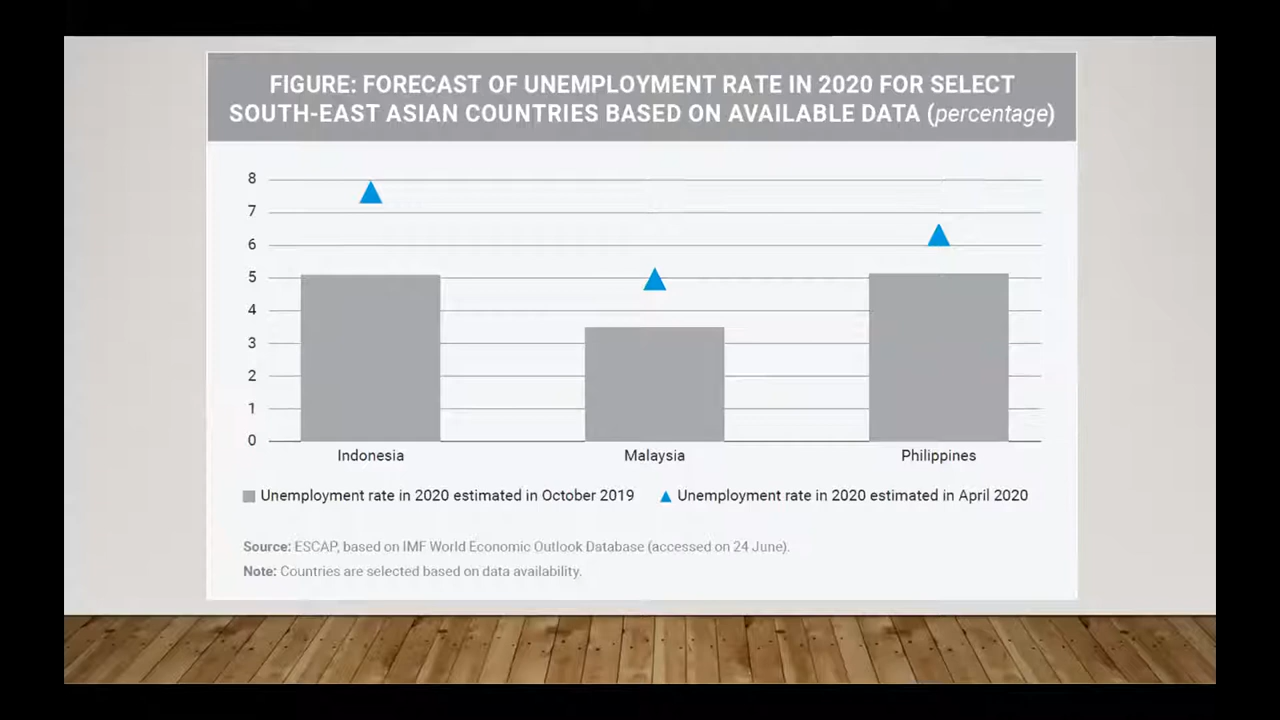 FIGURE: FORECAST OF UNEMPLOYMENT RATE IN 2020 FOR SELECT
SOUTH-EAST ASIAN COUNTRIES BASED ON AVAILABLE DATA (percentage)
8
7
6
5
4
3
2
1
0
Indonesia Malaysia Philippines
Unemployment rate in 2020 estimated in October 2019 Unemployment rate in 2020 estimated in April 2020
Source: ESCAP, based on IMF World Economic Outlook Database (accessed on 24 June).
Note: Countries are selected based on data availability.